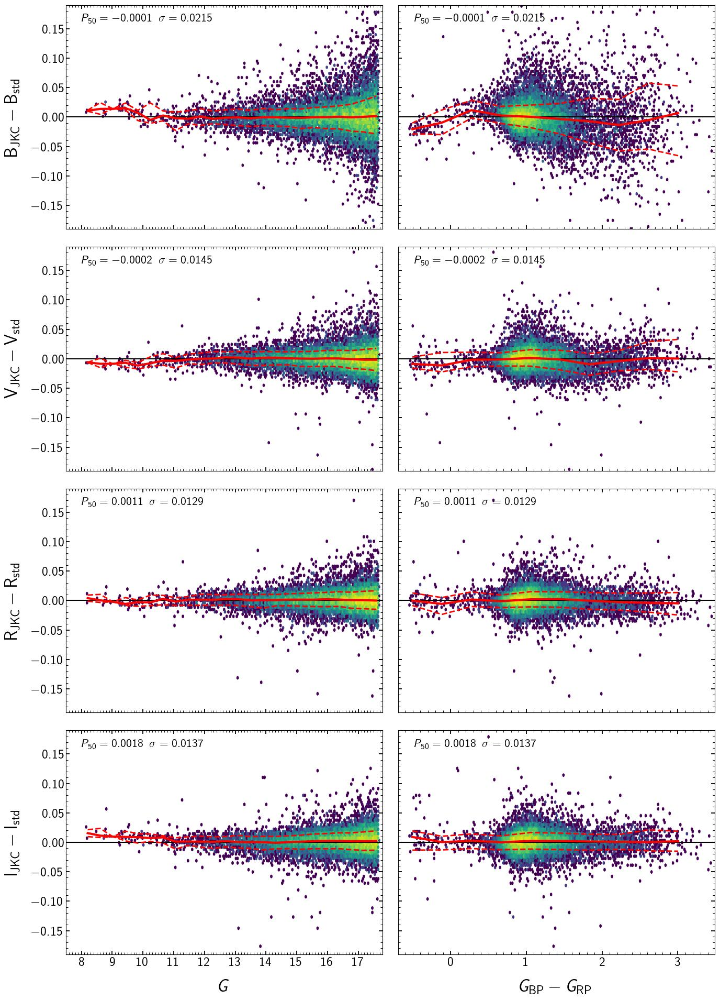 P50 = −0.0001 σ = 0.0215
P50 = −0.0001 σ = 0.0215
0.15
0.10
0.05
0.00
−0.05
−0.10
−0.15
BJKC − Bstd
P50 = −0.0002 σ = 0.0145
P50 = −0.0002 σ = 0.0145
0.15
0.10
0.05
0.00
−0.05
−0.10
−0.15
VJKC − Vstd
P50 = 0.0011 σ = 0.0129
P50 = 0.0011 σ = 0.0129
0.15
0.10
0.05
0.00
−0.05
−0.10
−0.15
RJKC − Rstd
P50 = 0.0018 σ = 0.0137
P50 = 0.0018 σ = 0.0137
0.15
0.10
0.05
0.00
−0.05
−0.10
−0.15
IJKC − Istd
8 9 10 11 12 13 14 15 16 17
0 1 2 3
G
GBP − GRP